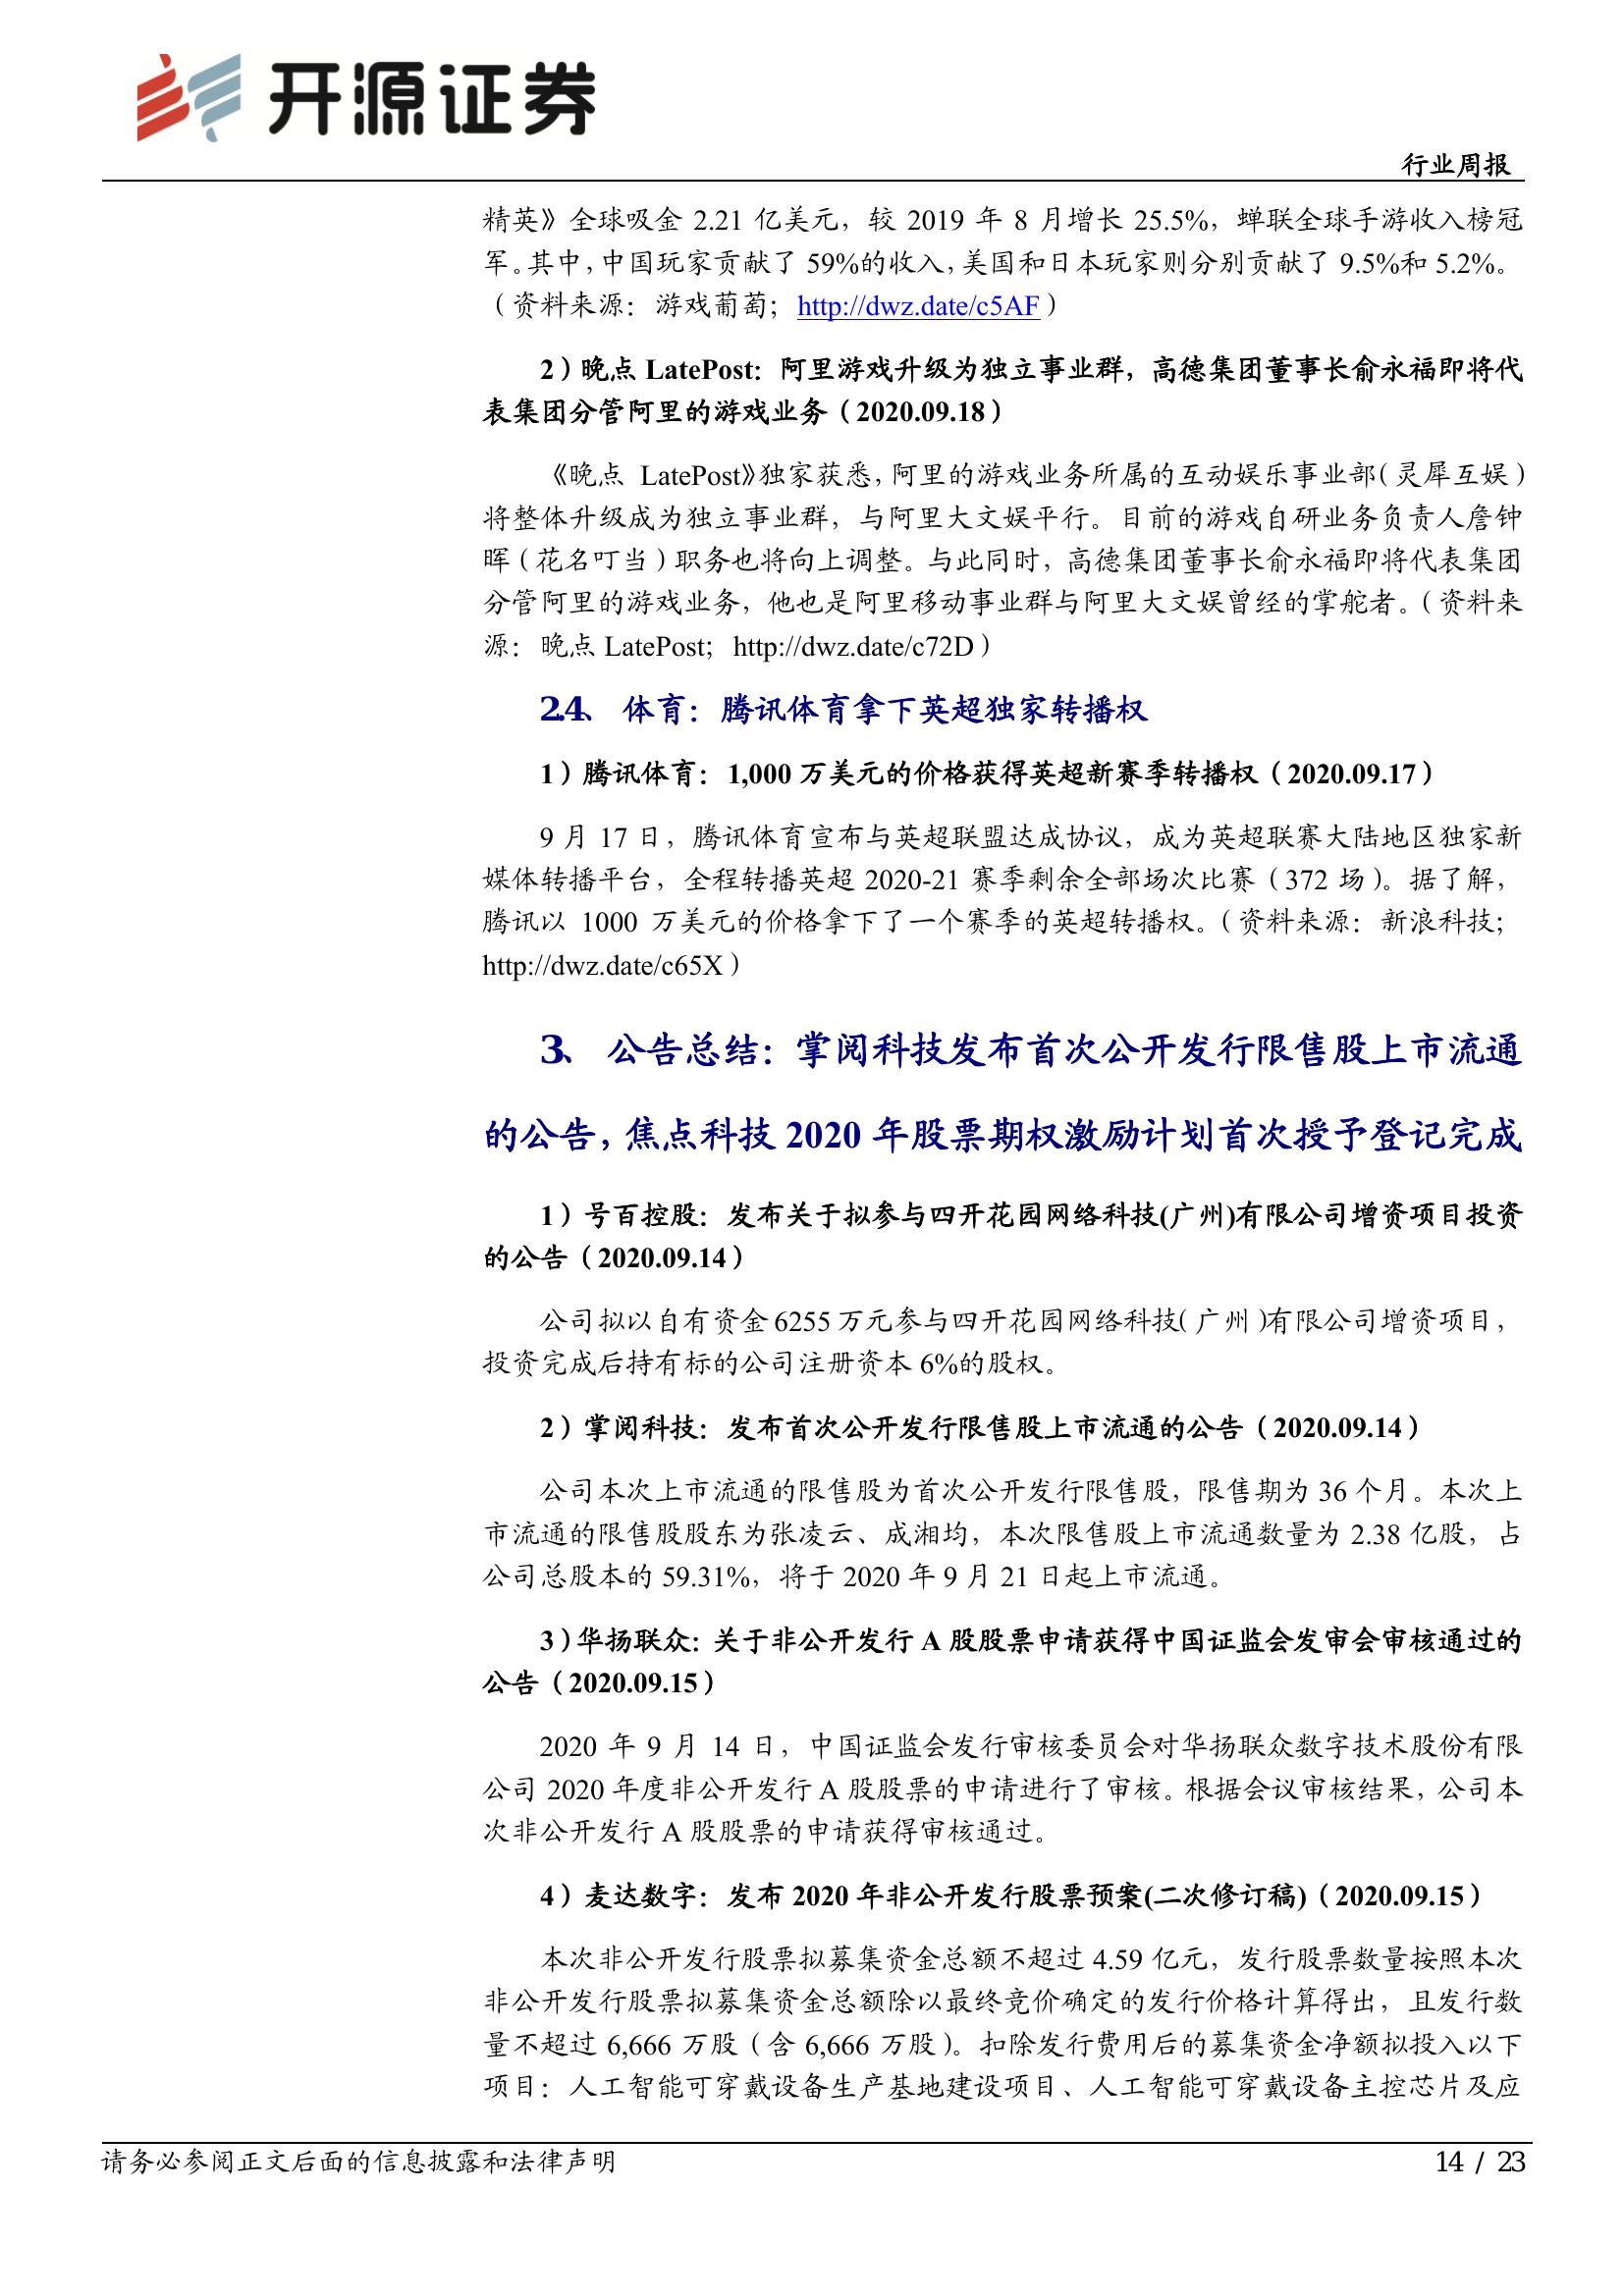 开源证券
行业周报
精英》全球吸金 2.21 亿美元，较 2019 年 8 月增长 25.5%，蝉联全球手游收入榜冠
军。其中，中国玩家贡献了 59%的收入，美国和日本玩家则分别贡献了 9.5%和 5.2%。
（资料来源：游戏葡萄；http://dwz.date/c5AF）
2）晚点 LatePost：阿里游戏升级为独立事业群，高德集团董事长俞永福即将代
表集团分管阿里的游戏业务（2020.09.18）
《晚点 LatePost》独家获悉，阿里的游戏业务所属的互动娱乐事业部（灵犀互娱）
将整体升级成为独立事业群，与阿里大文娱平行。目前的游戏自研业务负责人詹钟
晖（花名叮当）职务也将向上调整。与此同时，高德集团董事长俞永福即将代表集团
分管阿里的游戏业务，他也是阿里移动事业群与阿里大文娱曾经的掌舵者。（资料来
源：晚点 LatePost；http://dwz.date/c72D）
2.4、 体育：腾讯体育拿下英超独家转播权
1）腾讯体育：1,000 万美元的价格获得英超新赛季转播权（2020.09.17）
9 月 17 日，腾讯体育宣布与英超联盟达成协议，成为英超联赛大陆地区独家新
媒体转播平台，全程转播英超 2020-21 赛季剩余全部场次比赛（372 场）。据了解，
腾讯以 1000 万美元的价格拿下了一个赛季的英超转播权。（资料来源：新浪科技；
http://dwz.date/c65X）
3、 公告总结：掌阅科技发布首次公开发行限售股上市流通
的公告，焦点科技 2020 年股票期权激励计划首次授予登记完成
1）号百控股：发布关于拟参与四开花园网络科技(广州)有限公司增资项目投资
的公告（2020.09.14）
公司拟以自有资金 6255 万元参与四开花园网络科技(广州)有限公司增资项目，
投资完成后持有标的公司注册资本 6%的股权。
2）掌阅科技：发布首次公开发行限售股上市流通的公告（2020.09.14）
公司本次上市流通的限售股为首次公开发行限售股，限售期为 36 个月。本次上
市流通的限售股股东为张凌云、成湘均，本次限售股上市流通数量为 2.38 亿股，占
公司总股本的 59.31%，将于 2020 年 9 月 21 日起上市流通。
3）华扬联众：关于非公开发行 A 股股票申请获得中国证监会发审会审核通过的
公告（2020.09.15）
2020 年 9 月 14 日，中国证监会发行审核委员会对华扬联众数字技术股份有限
公司 2020 年度非公开发行 A 股股票的申请进行了审核。根据会议审核结果，公司本
次非公开发行 A 股股票的申请获得审核通过。
4）麦达数字：发布 2020 年非公开发行股票预案(二次修订稿)（2020.09.15）
本次非公开发行股票拟募集资金总额不超过 4.59 亿元，发行股票数量按照本次
非公开发行股票拟募集资金总额除以最终竞价确定的发行价格计算得出，且发行数
量不超过 6,666 万股（含 6,666 万股）。扣除发行费用后的募集资金净额拟投入以下
项目：人工智能可穿戴设备生产基地建设项目、人工智能可穿戴设备主控芯片及应
请务必参阅正文后面的信息披露和法律声明
14 / 23